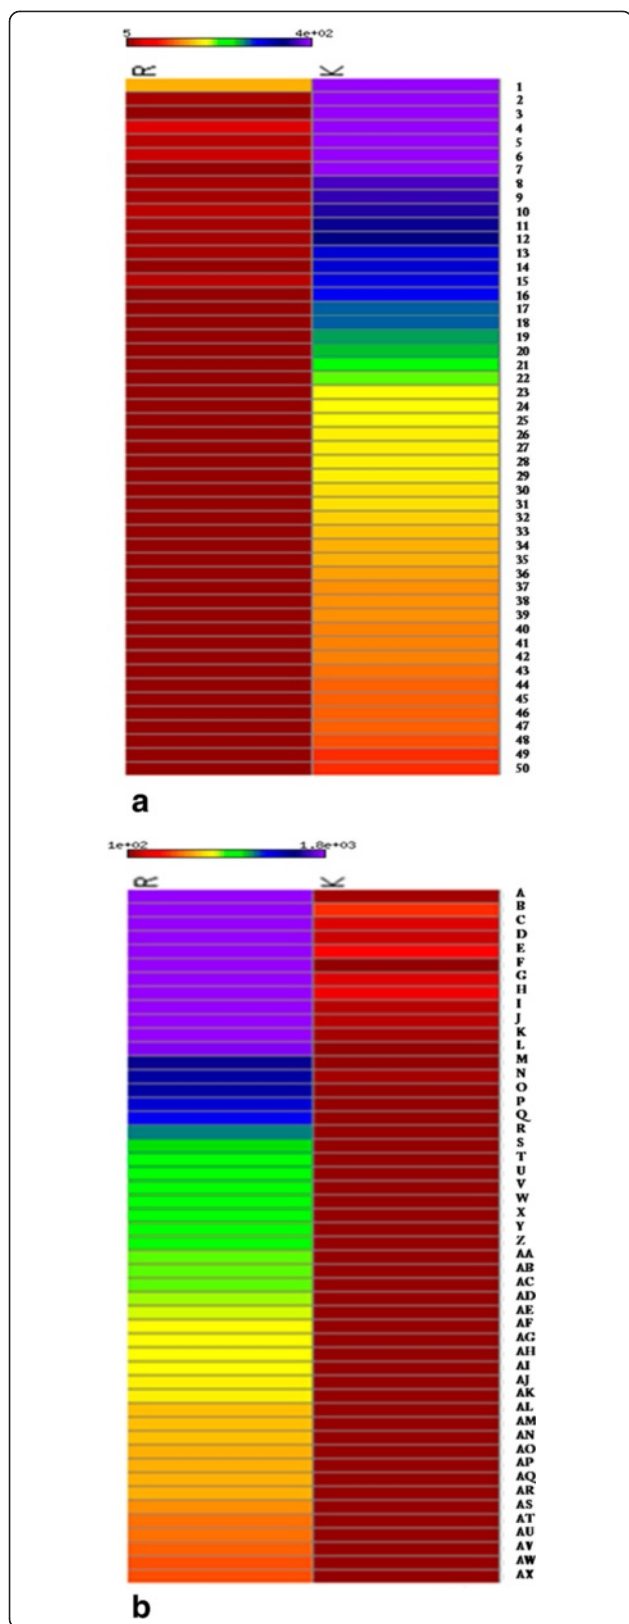 5 4e+02
R K
1
2
3
4
5
6
7
8
9
10
11
12
13
14
15
16
17
18
19
20
21
22
23
24
25
26
27
28
29
30
31
32
33
34
35
36
37
38
39
40
41
42
43
44
45
46
47
48
49
50
a
1e+02 1.8e+03
R K
A
B
C
D
E
F
G
H
I
J
K
L
M
N
O
P
Q
R
S
T
U
V
W
X
Y
Z
AA
AB
AC
AD
AE
AF
AG
AH
AI
AJ
AK
AL
AM
AN
AO
AP
AQ
AR
AS
AT
AU
AV
AW
AX
b